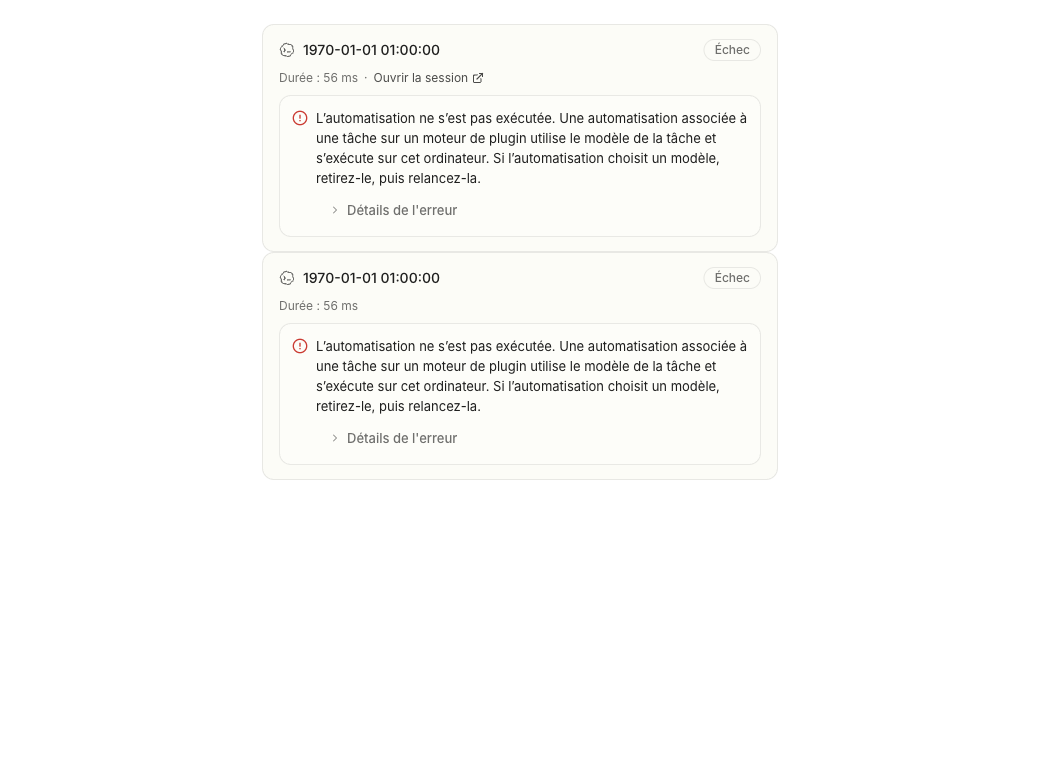 1970-01-01 01:00:00
Échec
Durée : 56 ms · Ouvrir la session
L’automatisation ne s’est pas exécutée. Une automatisation associée à
une tâche sur un moteur de plugin utilise le modèle de la tâche et
s’exécute sur cet ordinateur. Si l’automatisation choisit un modèle,
retirez-le, puis relancez-la.
Détails de l'erreur
1970-01-01 01:00:00
Échec
Durée : 56 ms
L’automatisation ne s’est pas exécutée. Une automatisation associée à
une tâche sur un moteur de plugin utilise le modèle de la tâche et
s’exécute sur cet ordinateur. Si l’automatisation choisit un modèle,
retirez-le, puis relancez-la.
Détails de l'erreur